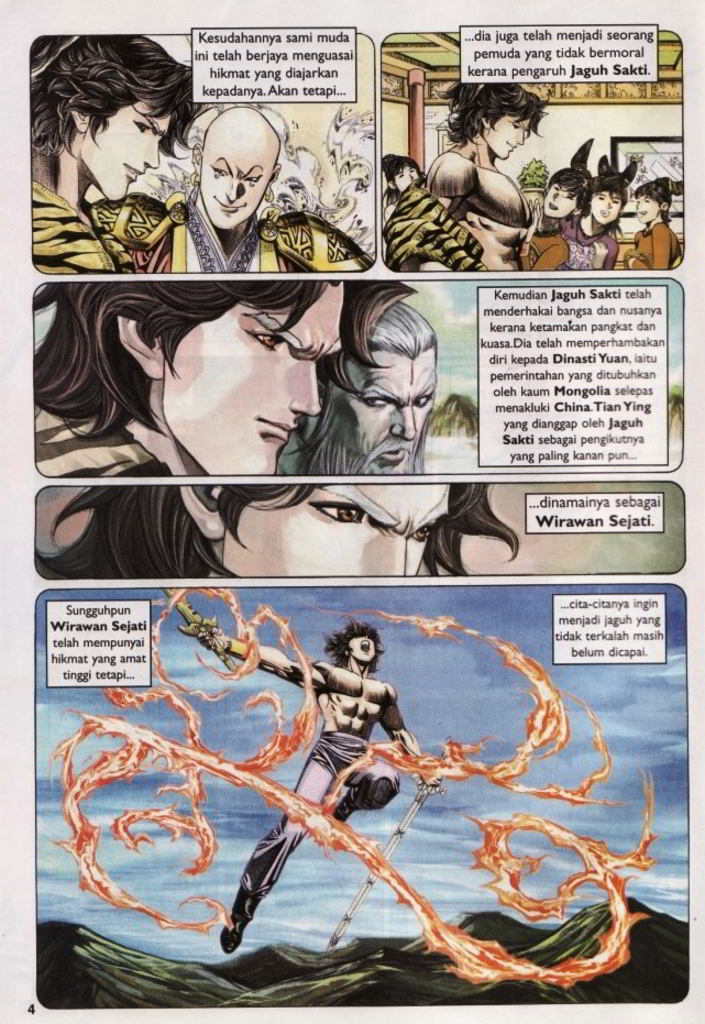 Kesudahannya sami muda
ini telah berjaya menguasai
hikmat yang diajarkan
kepadanya. Akan tetapi...
...dia juga telah menjadi seorang
pemuda yang tidak bermoral
kerana pengaruh Jaguh Sakti.
Kemudian Jaguh Sakti telah
menderhakai bangsa dan nusanya
kerana ketamakan pangkat dan
kuasa. Dia telah memperhambakan
diri kepada Dinasti Yuan, iaitu
pemerintahan yang ditubuhkan
oleh kaum Mongolia selepas
menakluki China. Tian Ying
yang dianggap oleh Jaguh
Sakti sebagai pengikutnya
yang paling kanan pun...
...dinamainya sebagai
Wirawan Sejati.
Sungguhpun
Wirawan Sejati
telah mempunyai
hikmat yang amat
tinggi tetapi...
...cita-citanya ingin
menjadi jaguh yang
tidak terkalah masih
belum dicapai.
4